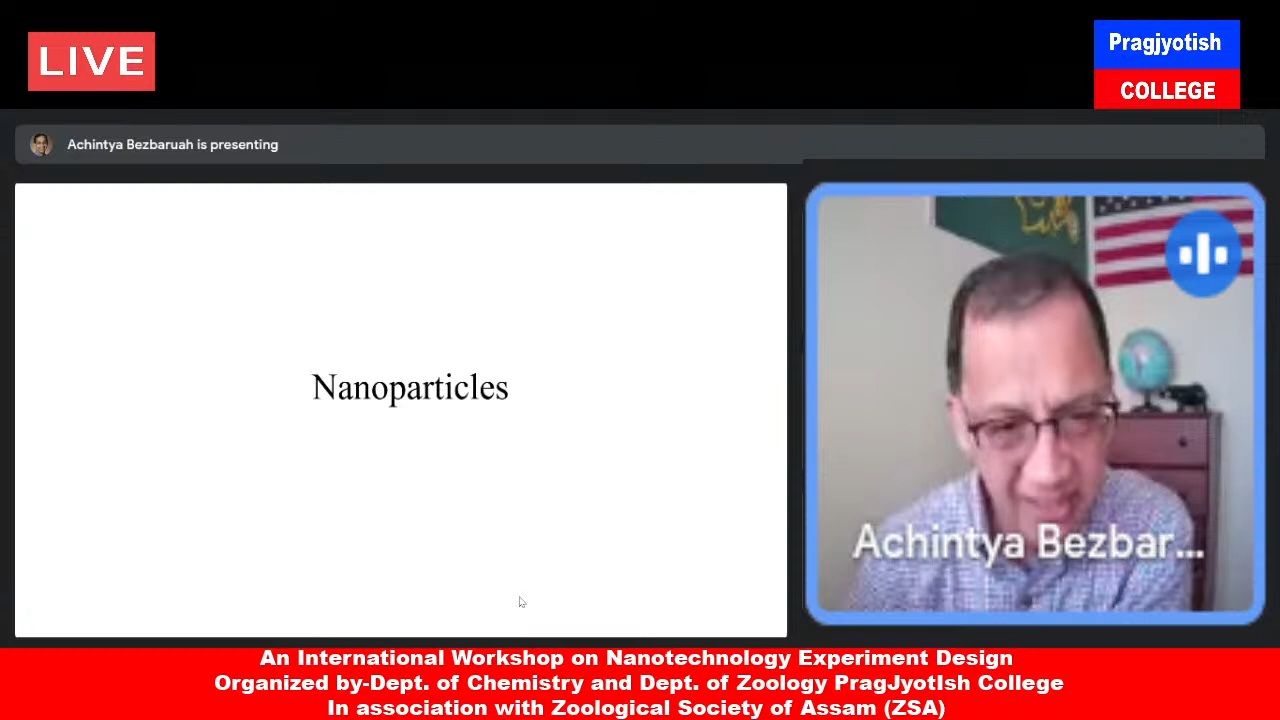 LIVE
Pragjyotish
COLLEGE
Achintya Bezbaruah is presenting
Nanoparticles
Achintya Bezbar...
An International Workshop on Nanotechnology Experiment Design
Organized by-Dept. of Chemistry and Dept. of Zoology PragJyotIsh College
In association with Zoological Society of Assam (ZSA)